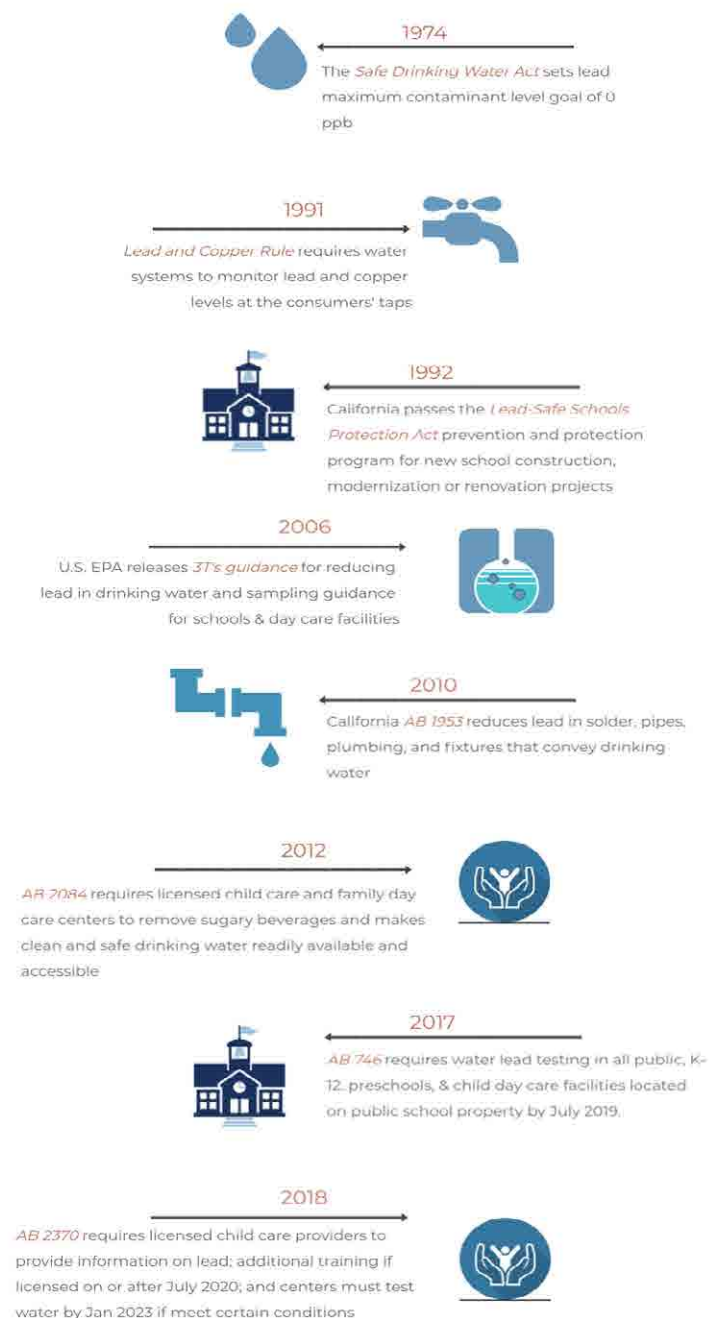 1974
The Safe Drinking Water Act sets lead
maximum contaminant level goal of 0
ppb
1991
Lead and Copper Rule requires water
systems to monitor lead and copper
levels at the consumers' taps
1992
California passes the Lead-Safe Schools
Protection Act prevention and protection
program for new school construction,
modernization or renovation projects
2006
U.S. EPA releases 3T's guidance for reducing
lead in drinking water and sampling guidance
for schools & day care facilities
2010
California AB 1953 reduces lead in solder, pipes,
plumbing, and fixtures that convey drinking
water
2012
AB 2084 requires licensed child care and family day
care centers to remove sugary beverages and makes
clean and safe drinking water readily available and
accessible
2017
AB 746 requires water lead testing in all public, K-
12, preschools, & child day care facilities located
on public school property by July 2019.
2018
AB 2370 requires licensed child care providers to
provide information on lead; additional training if
licensed on or after July 2020; and centers must test
water by Jan 2023 if meet certain conditions